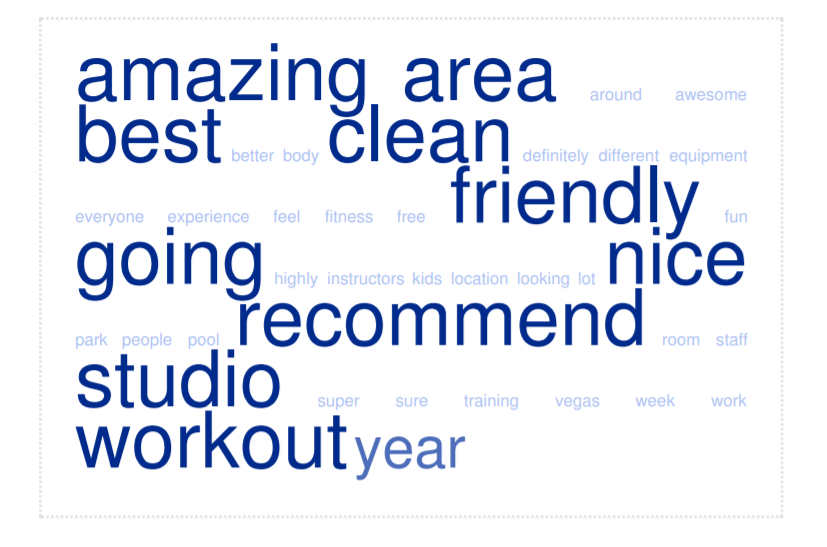 amazing area around awesome
best better body clean definitely different equipment
everyone experience feel fitness free friendly fun
going highly instructors kids location looking lot nice
park people pool recommend room staff
studio super sure training vegas week work
workout year